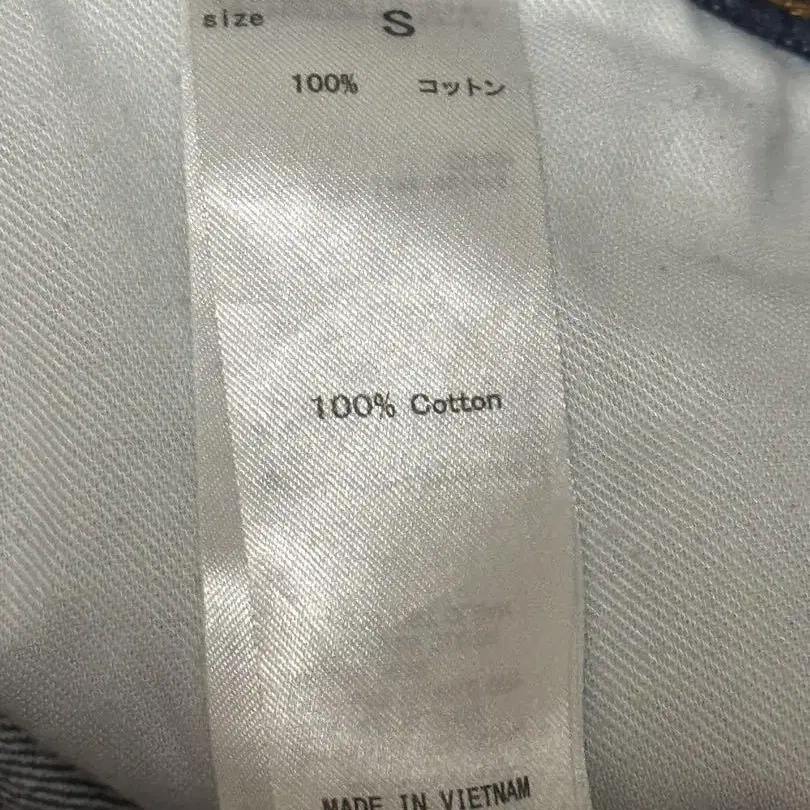 size S
100% コットン
100% Cotton
MADE IN VIETNAM